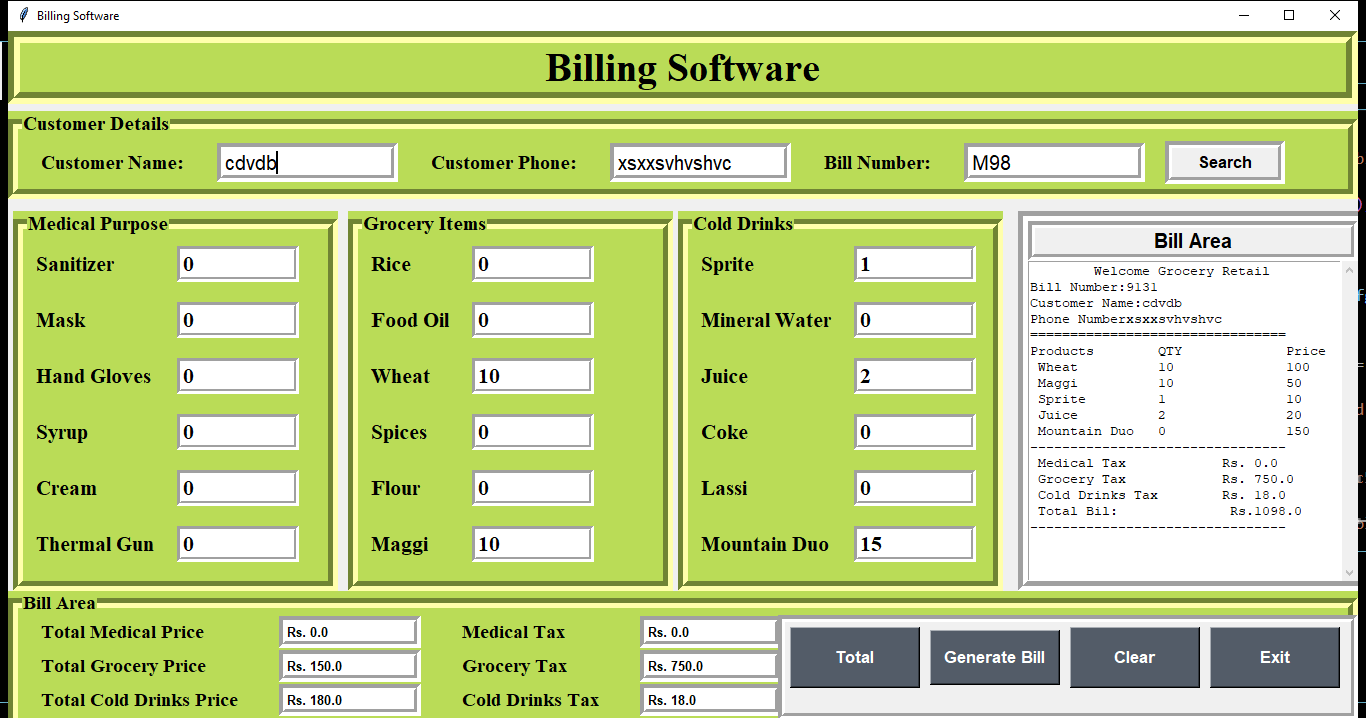 Billing Software
Billing Software
Customer Details
Customer Name: cdvdb Customer Phone: xsxxsvhvshvc Bill Number: M98 Search
Medical Purpose
Sanitizer 0
Mask 0
Hand Gloves 0
Syrup 0
Cream 0
Thermal Gun 0
Grocery Items
Rice 0
Food Oil 0
Wheat 10
Spices 0
Flour 0
Maggi 10
Cold Drinks
Sprite 1
Mineral Water 0
Juice 2
Coke 0
Lassi 0
Mountain Duo 15
Bill Area
Welcome Grocery Retail
Bill Number:9131
Customer Name:cdvdb
Phone Numberxsxxsvhvshvc
================================
Products QTY Price
Wheat 10 100
Maggi 10 50
Sprite 1 10
Juice 2 20
Mountain Duo 0 150
--------------------------------
Medical Tax Rs. 0.0
Grocery Tax Rs. 750.0
Cold Drinks Tax Rs. 18.0
Total Bil: Rs.1098.0
--------------------------------
Bill Area
Total Medical Price Rs. 0.0 Medical Tax Rs. 0.0
Total Grocery Price Rs. 150.0 Grocery Tax Rs. 750.0
Total Cold Drinks Price Rs. 180.0 Cold Drinks Tax Rs. 18.0
Total Generate Bill Clear Exit